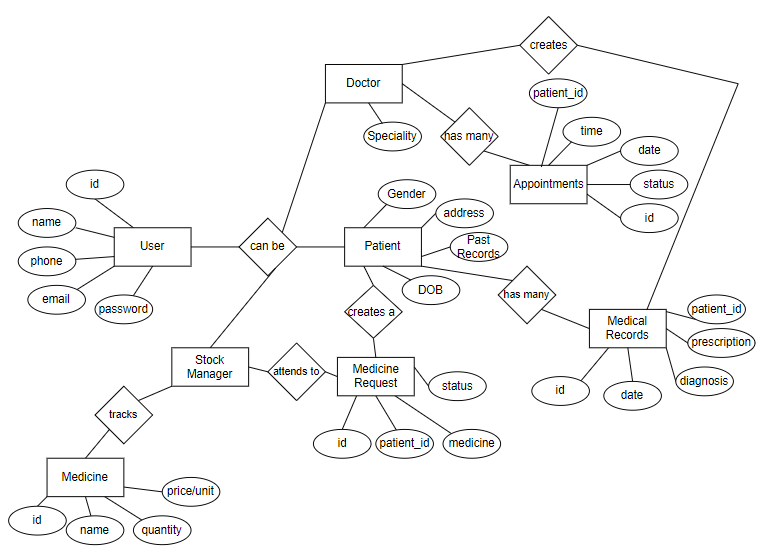 creates
Doctor
patient_id
Speciality
has many
time
date
Appointments
status
id
id
Gender
name
address
User
can be
Patient
Past
Records
phone
email
password
DOB
has many
creates a
Medical
Records
patient_id
prescription
Stock
Manager
attends to
Medicine
Request
status
diagnosis
id
date
tracks
id
patient_id
medicine
Medicine
price/unit
id
name
quantity